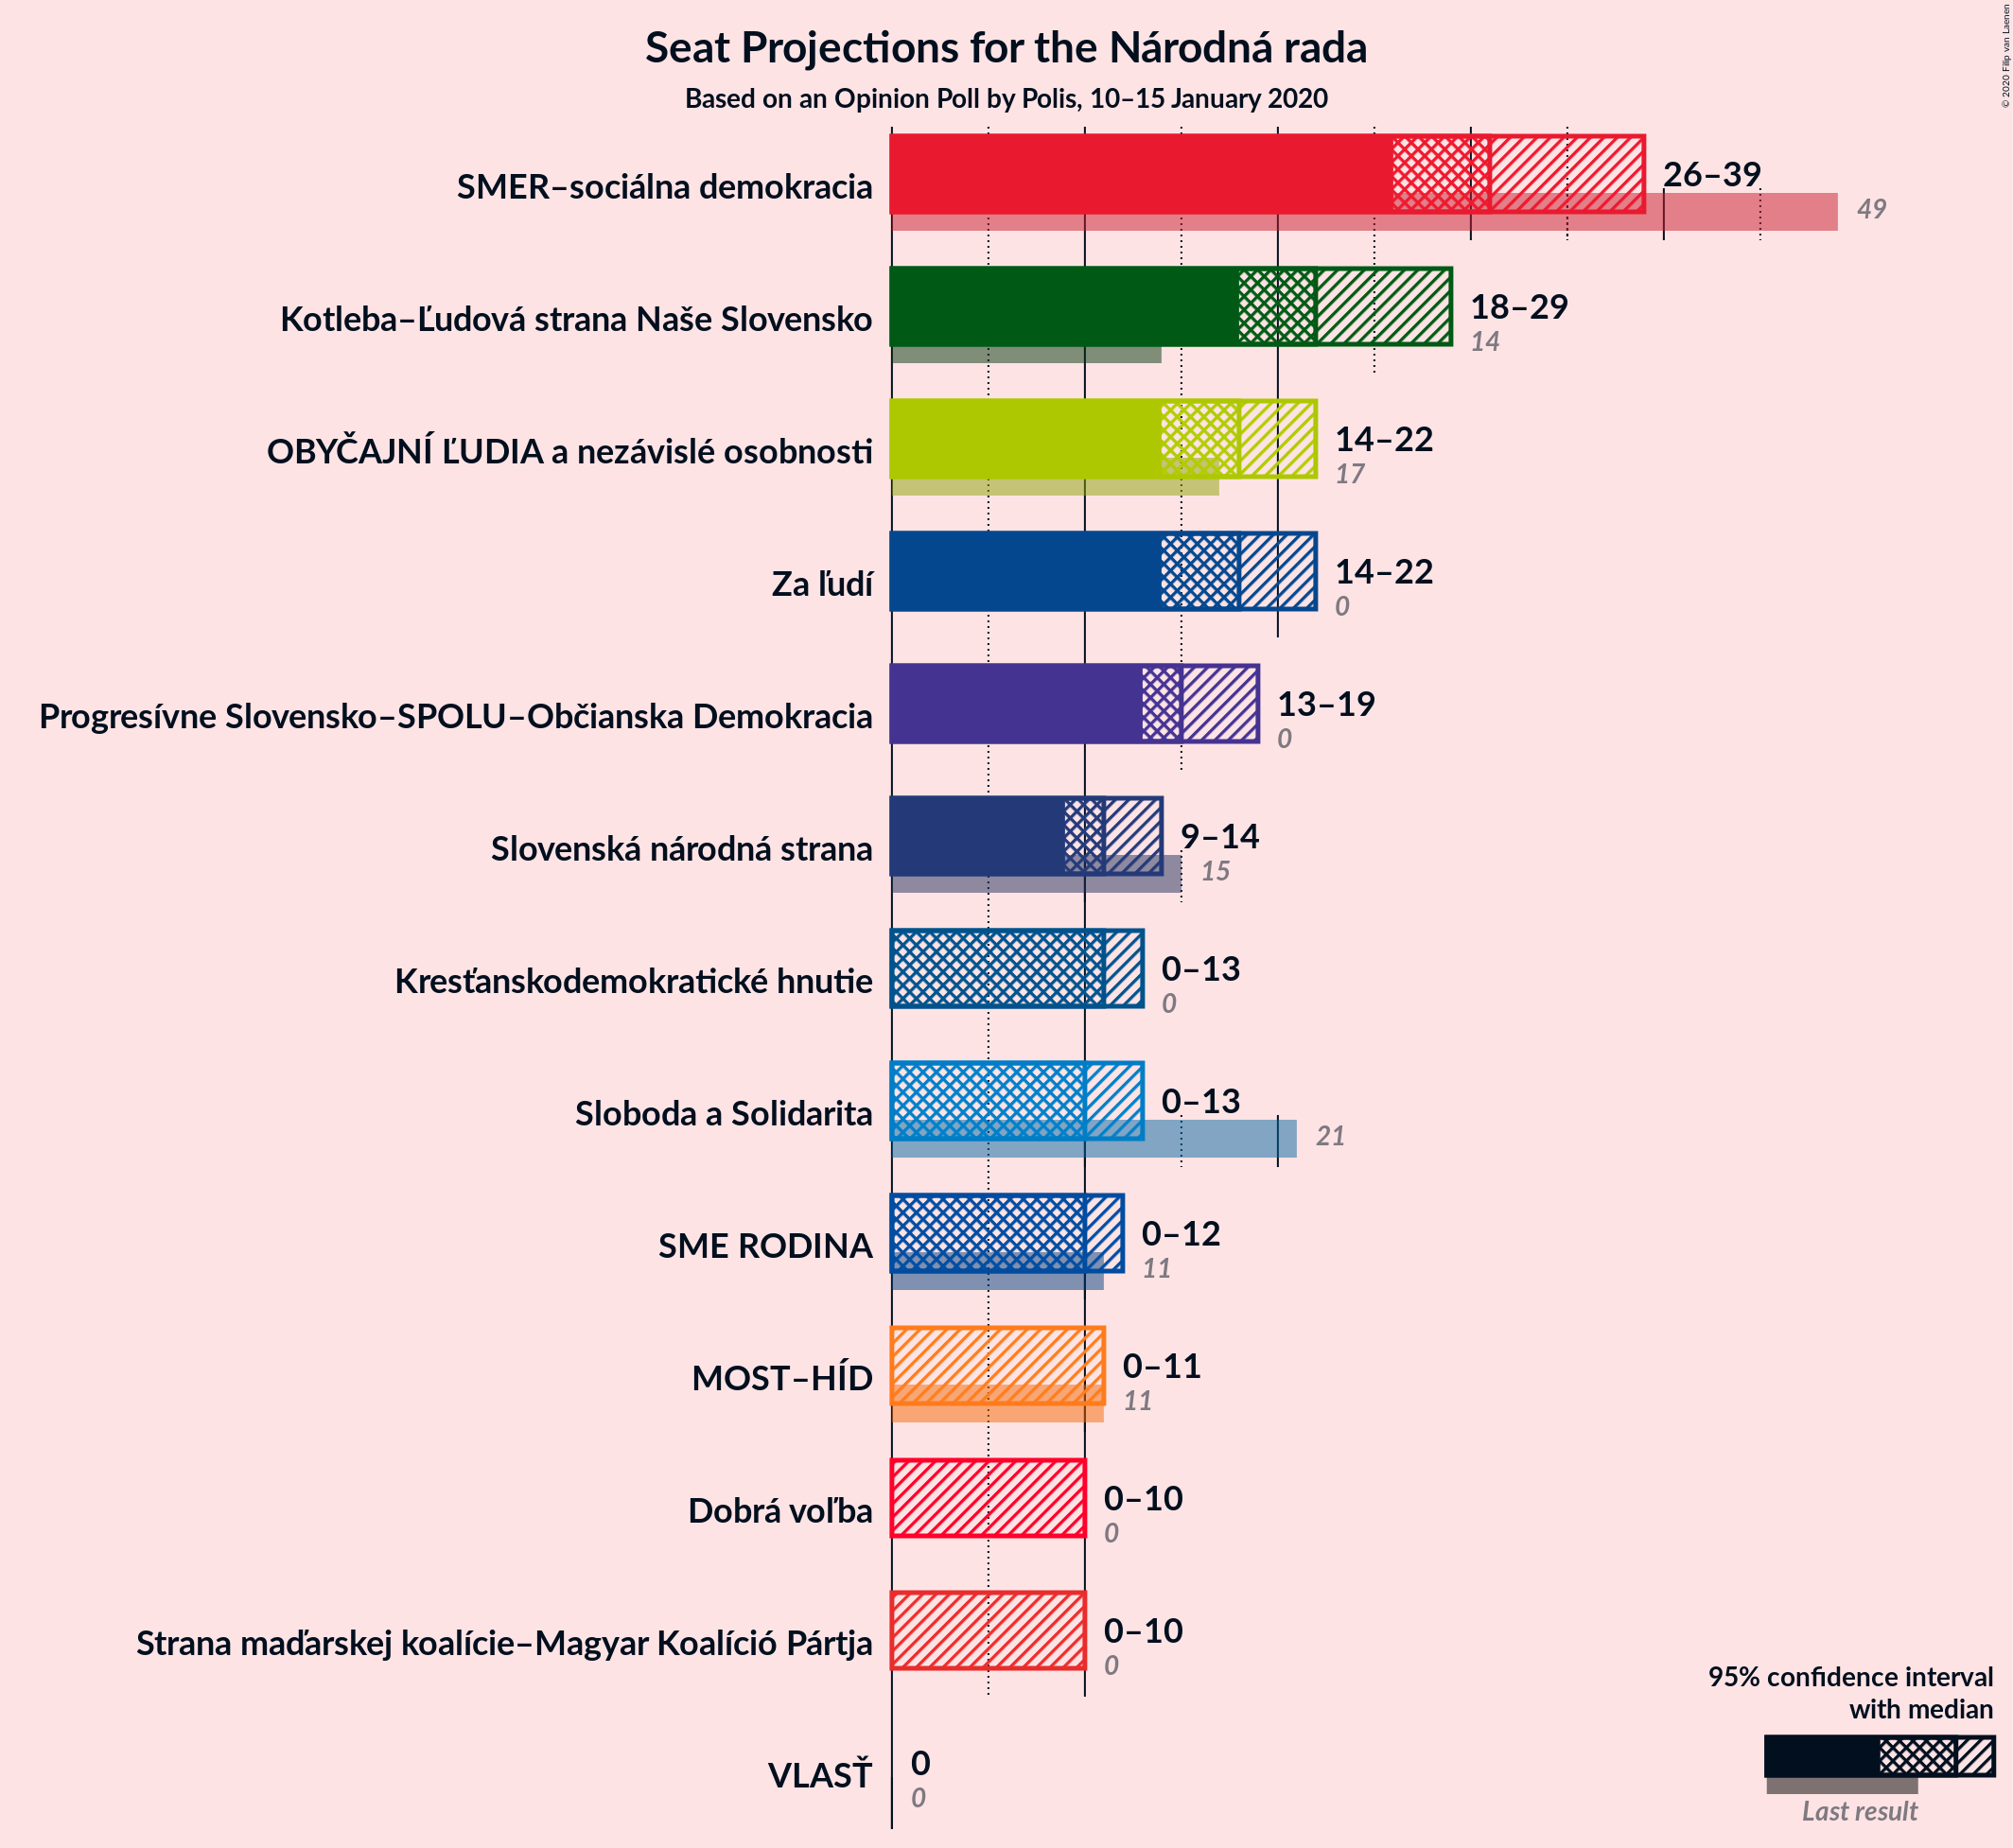 Seat Projections for the Národná rada
Based on an Opinion Poll by Polis, 10–15 January 2020
© 2020 Filip van Laenen
SMER–sociálna demokracia
26–39
49
Kotleba–Ľudová strana Naše Slovensko
18–29
14
OBYČAJNÍ ĽUDIA a nezávislé osobnosti
14–22
17
Za ľudí
14–22
0
Progresívne Slovensko–SPOLU–Občianska Demokracia
13–19
0
Slovenská národná strana
9–14
15
Kresťanskodemokratické hnutie
0–13
0
Sloboda a Solidarita
0–13
21
SME RODINA
0–12
11
MOST–HÍD
0–11
11
Dobrá voľba
0–10
0
Strana maďarskej koalície–Magyar Koalíció Pártja
0–10
0
VLASŤ
0
0
95% confidence interval
with median
Last result